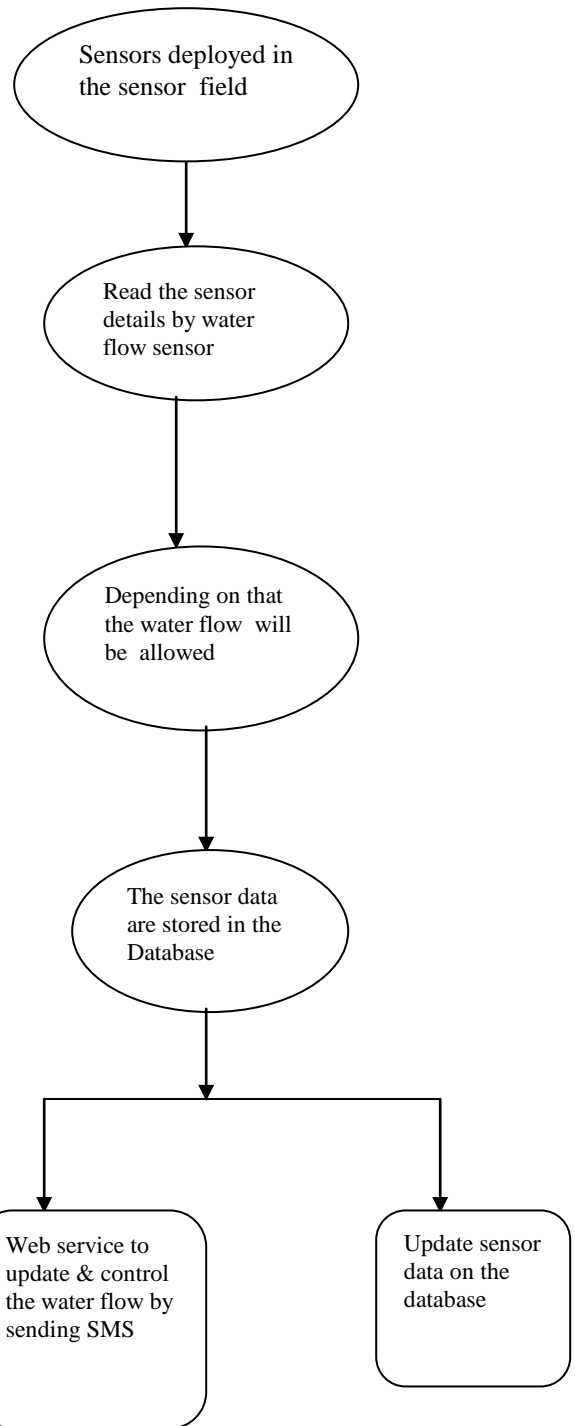 Sensors deployed in
the sensor field
Read the sensor
details by water
flow sensor
Depending on that
the water flow will
be allowed
The sensor data
are stored in the
Database
Web service to
update & control
the water flow by
sending SMS
Update sensor
data on the
database